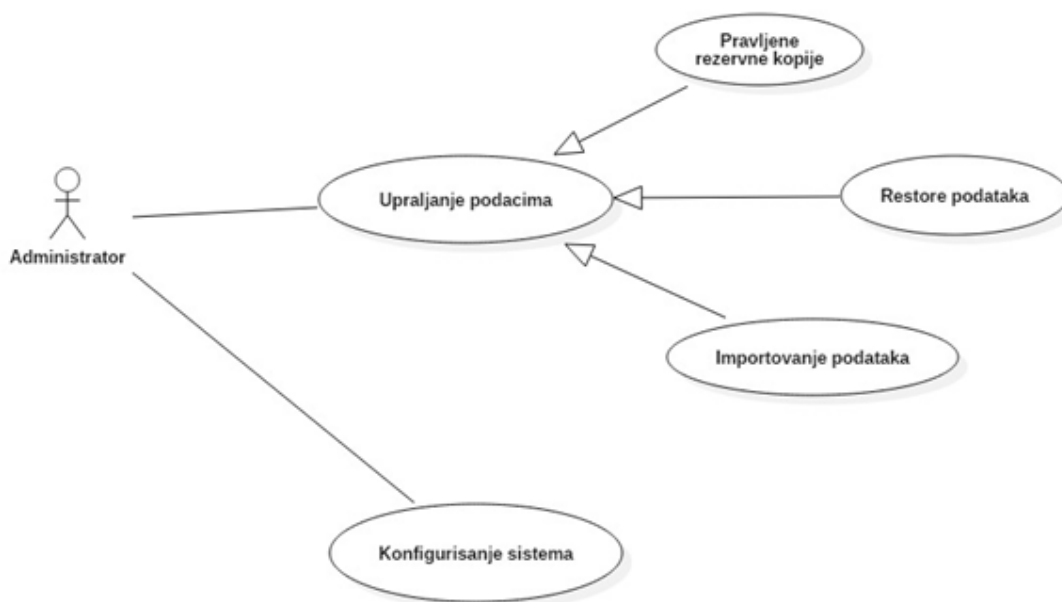 Pravljene
rezervne kopije
Upraljanje podacima
Restore podataka
Administrator
Importovanje podataka
Konfigurisanje sistema